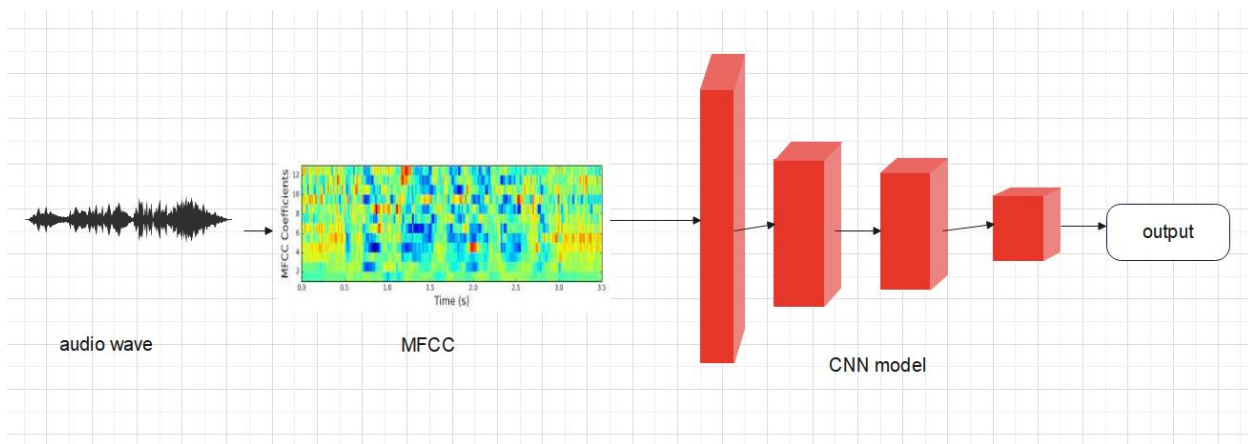 MFCC Coefficients
12
10
8
6
4
2
0.0 0.5 1.0 1.5 2.0 2.5 3.0 3.5
Time (s)
audio wave
MFCC
CNN model
output